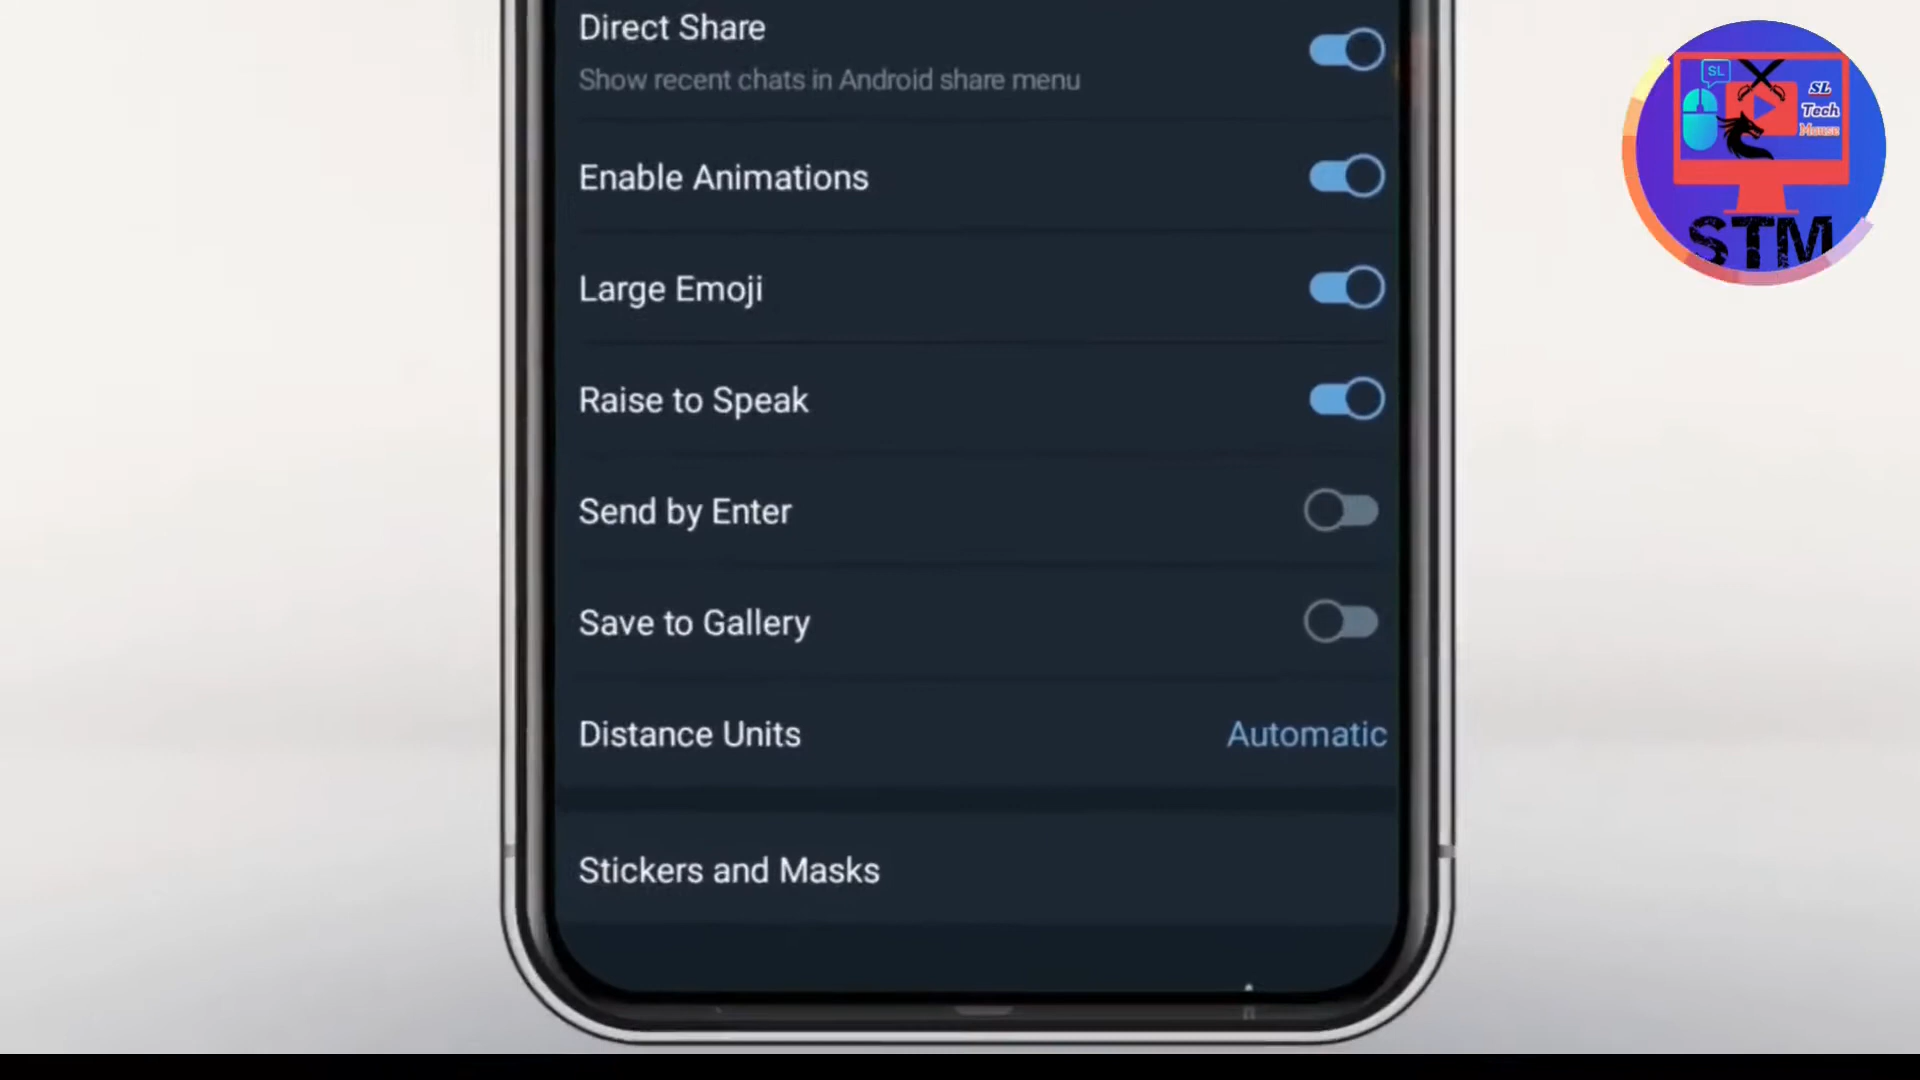 Direct Share
Show recent chats in Android share menu
Enable Animations
Large Emoji
Raise to Speak
Send by Enter
Save to Gallery
Distance Units
Automatic
Stickers and Masks
SL
SL
Tech
Mouse
STM